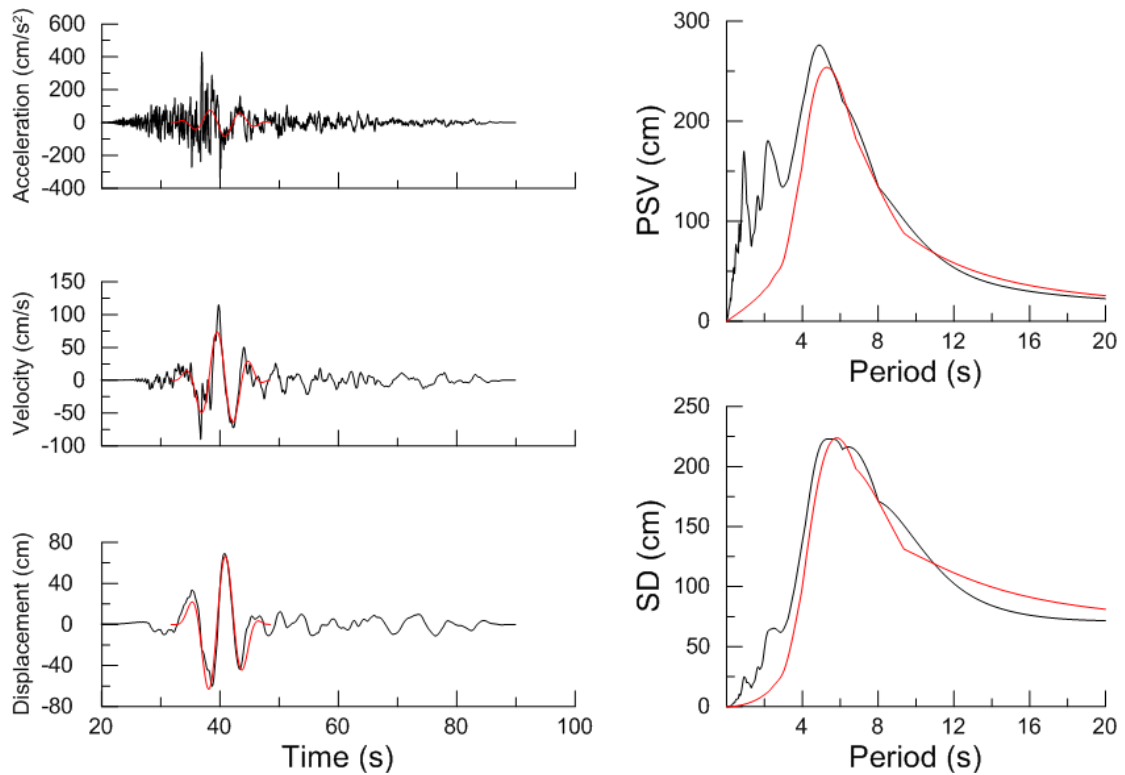 600
400
200
0
-200
-400
Acceleration (cm/s²)
150
100
50
0
-50
-100
Velocity (cm/s)
80
40
0
-40
-80
Displacement (cm)
20 40 60 80 100
Time (s)
300
200
100
0
PSV (cm)
4 8 12 16 20
Period (s)
250
200
150
100
50
0
SD (cm)
4 8 12 16 20
Period (s)